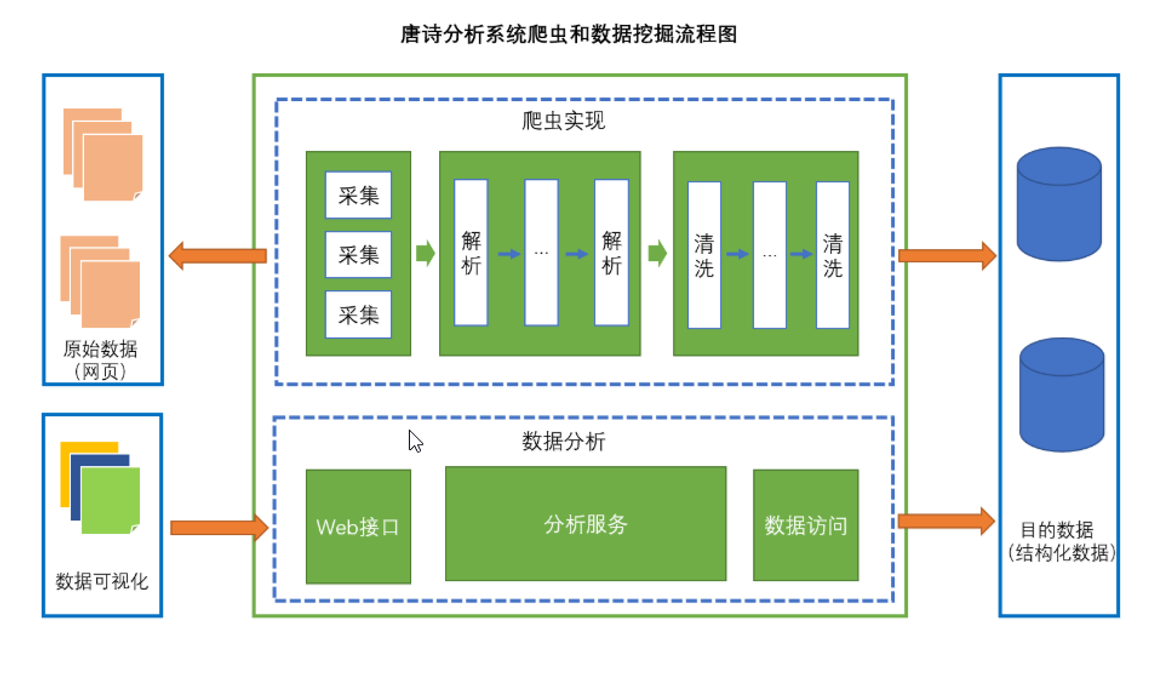 唐诗分析系统爬虫和数据挖掘流程图
爬虫实现
采集
采集
采集
解析
...
解析
清洗
...
清洗
原始数据
（网页）
数据分析
Web接口
分析服务
数据访问
数据可视化
目的数据
（结构化数据）